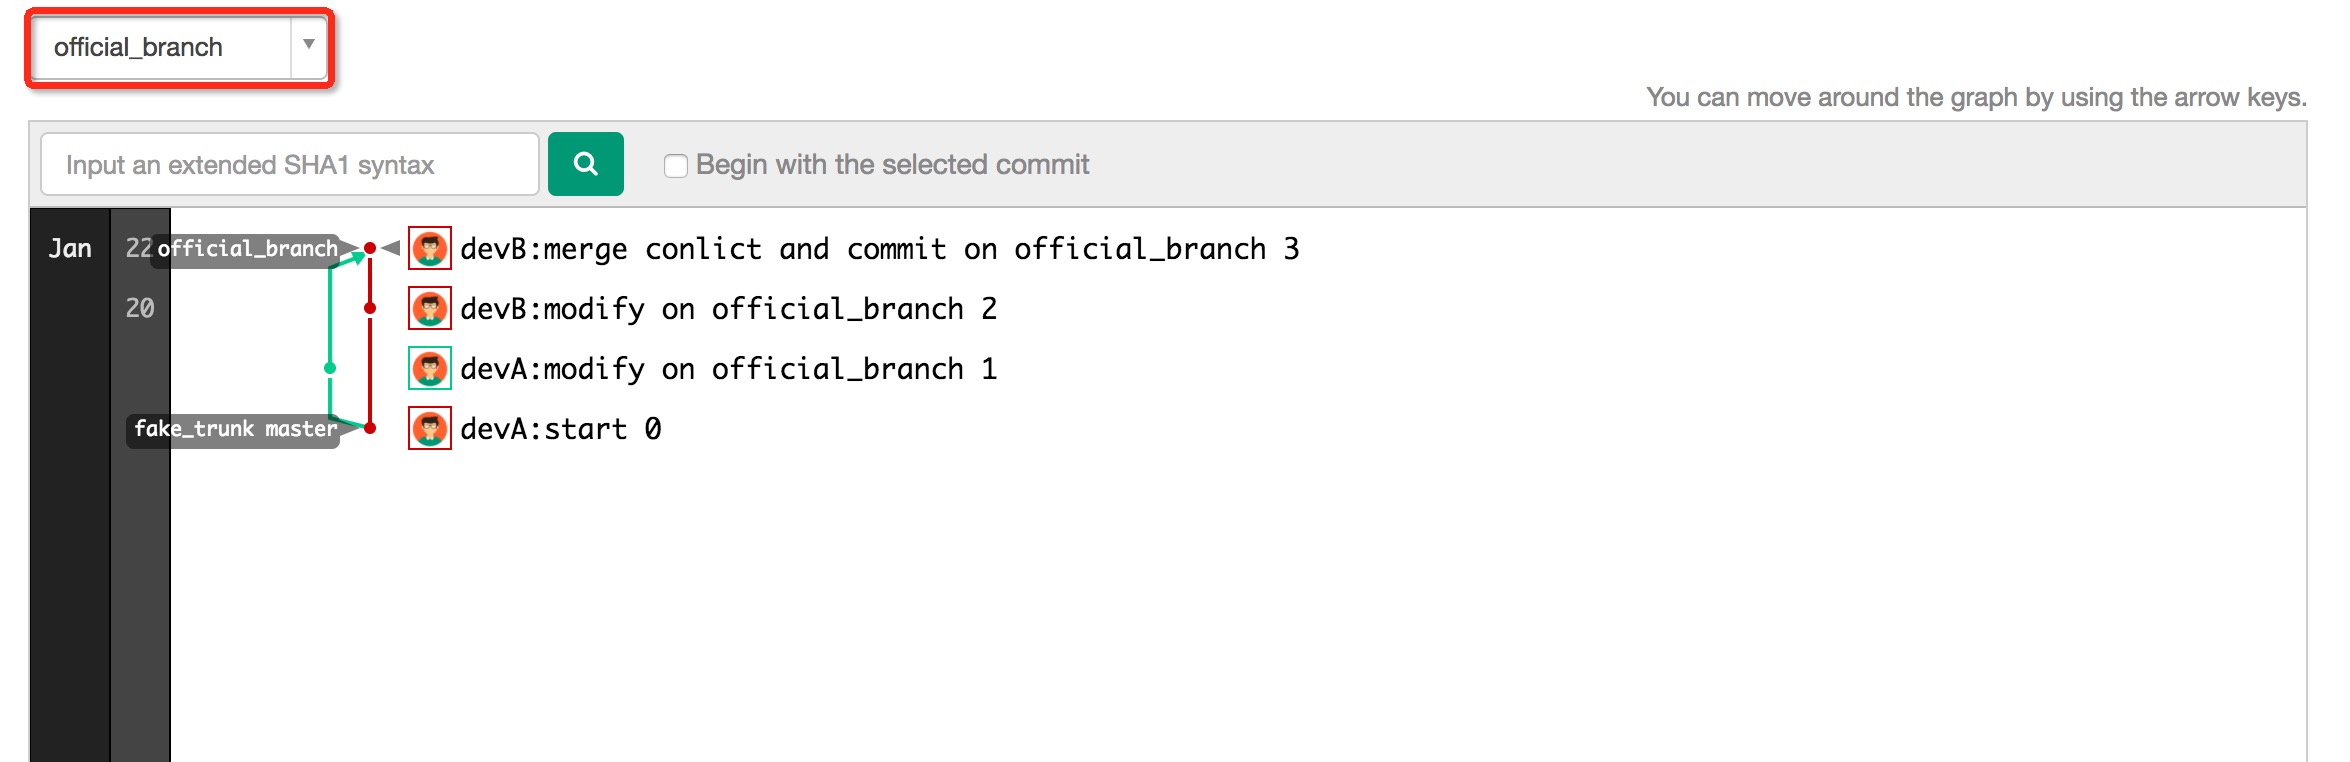 official_branch
You can move around the graph by using the arrow keys.
Input an extended SHA1 syntax
Begin with the selected commit
Jan 22 official_branch devB:merge conlict and commit on official_branch 3
20 devB:modify on official_branch 2
devA:modify on official_branch 1
fake_trunk master devA:start 0